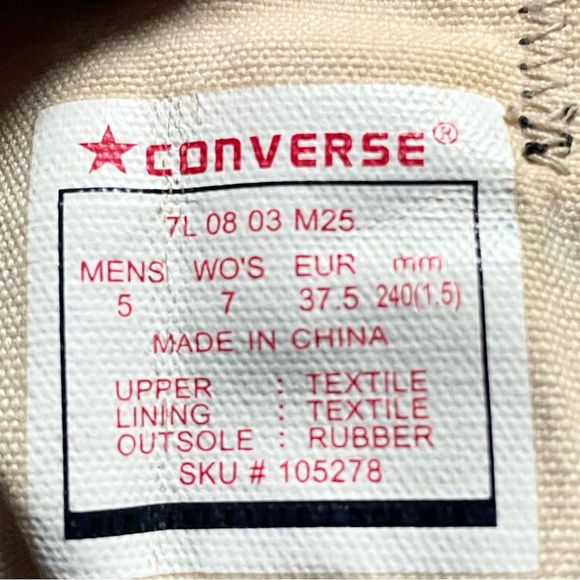 ★CONVERSE®
7L 08 03 M25
MENS WO'S EUR mm
5 7 37.5 240(1.5)
MADE IN CHINA
UPPER : TEXTILE
LINING : TEXTILE
OUTSOLE : RUBBER
SKU # 105278